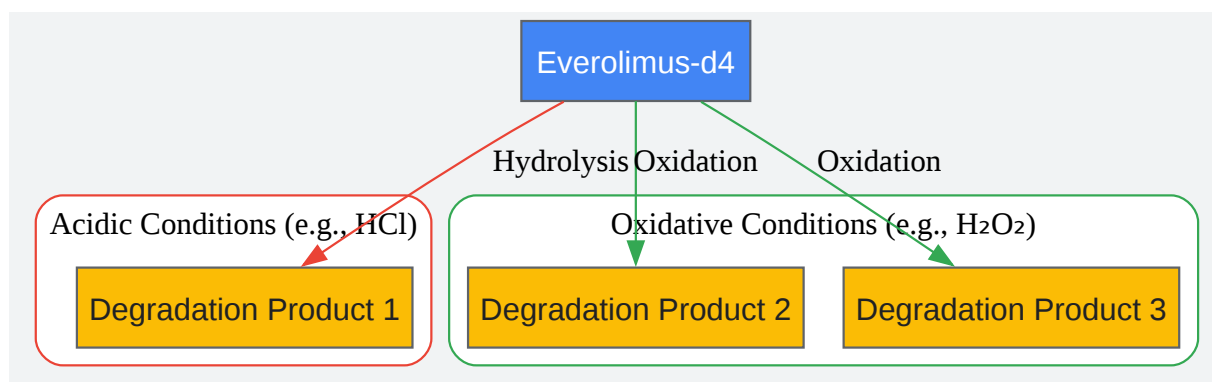 Everolimus-d4
Hydrolysis
Oxidation
Oxidation
Acidic Conditions (e.g., HCl)
Oxidative Conditions (e.g., H₂O₂)
Degradation Product 1
Degradation Product 2
Degradation Product 3